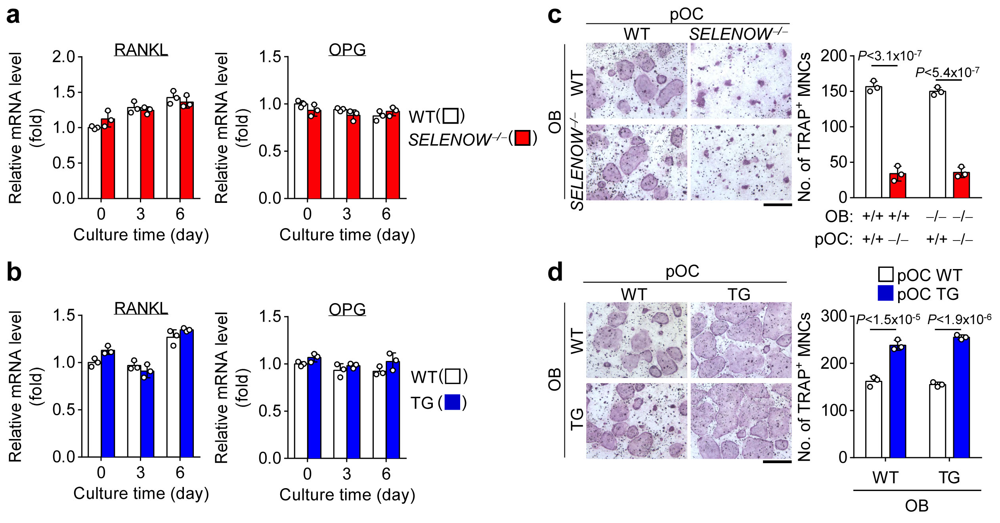 a
RANKL
Relative mRNA level
(fold)
2.0
1.5
1.0
0.5
0.0
0 3 6
Culture time (day)
OPG
Relative mRNA level
(fold)
1.5
1.0
0.5
0.0
0 3 6
Culture time (day)
WT( )
SELENOW–/–( )
b
RANKL
Relative mRNA level
(fold)
1.5
1.0
0.5
0.0
0 3 6
Culture time (day)
OPG
Relative mRNA level
(fold)
1.5
1.0
0.5
0.0
0 3 6
Culture time (day)
WT( )
TG ( )
c
pOC
WT SELENOW–/–
OB
WT
SELENOW–/–
No. of TRAP+ MNCs
200
150
100
50
0
P<3.1x10-7
P<5.4x10-7
OB: +/+ +/+ –/– –/–
pOC: +/+ –/– +/+ –/–
d
pOC
WT TG
OB
WT
TG
pOC WT
pOC TG
No. of TRAP+ MNCs
300
200
100
0
P<1.5x10-5 P<1.9x10-6
WT TG
OB